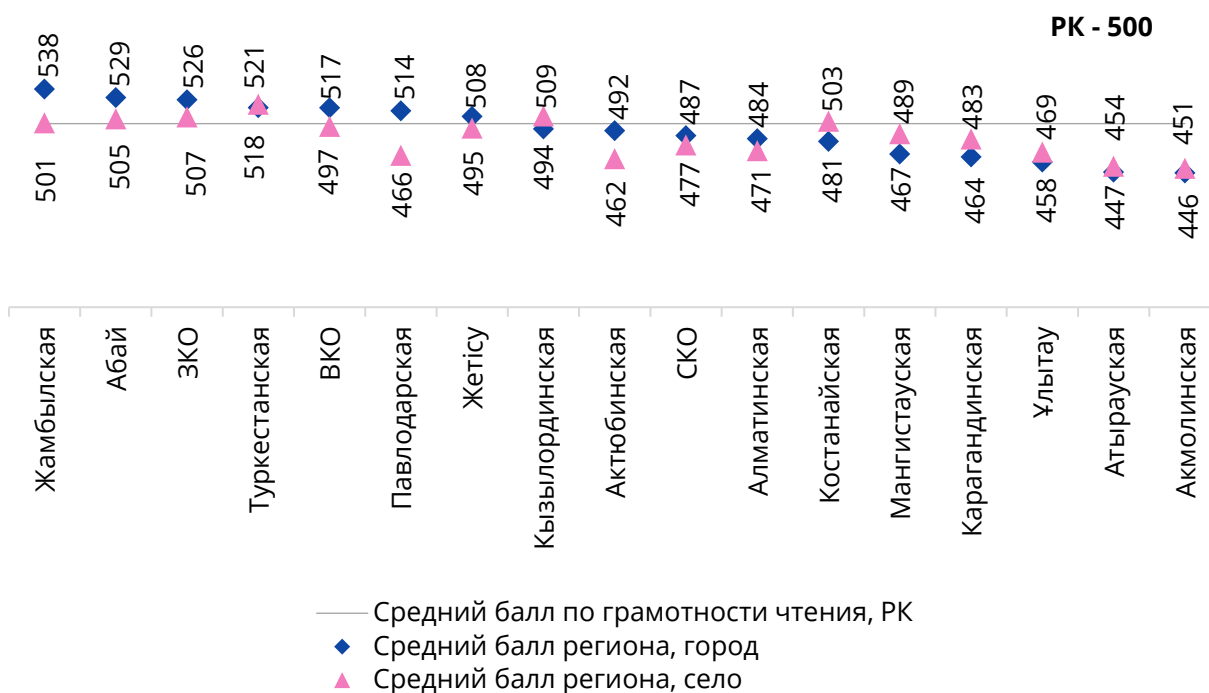 РК - 500
538
529
526
521
517
514
508
509
492
487
484
503
489
483
469
454
451
501
505
507
518
497
466
495
494
462
477
471
481
467
464
458
447
446
Жамбылская
Абай
ЗКО
Туркестанская
ВКО
Павлодарская
Жетісу
Кызылординская
Актюбинская
СКО
Алматинская
Костанайская
Мангистауская
Карагандинская
Ұлытау
Атырауская
Акмолинская
Средний балл по грамотности чтения, РК
Средний балл региона, город
Средний балл региона, село